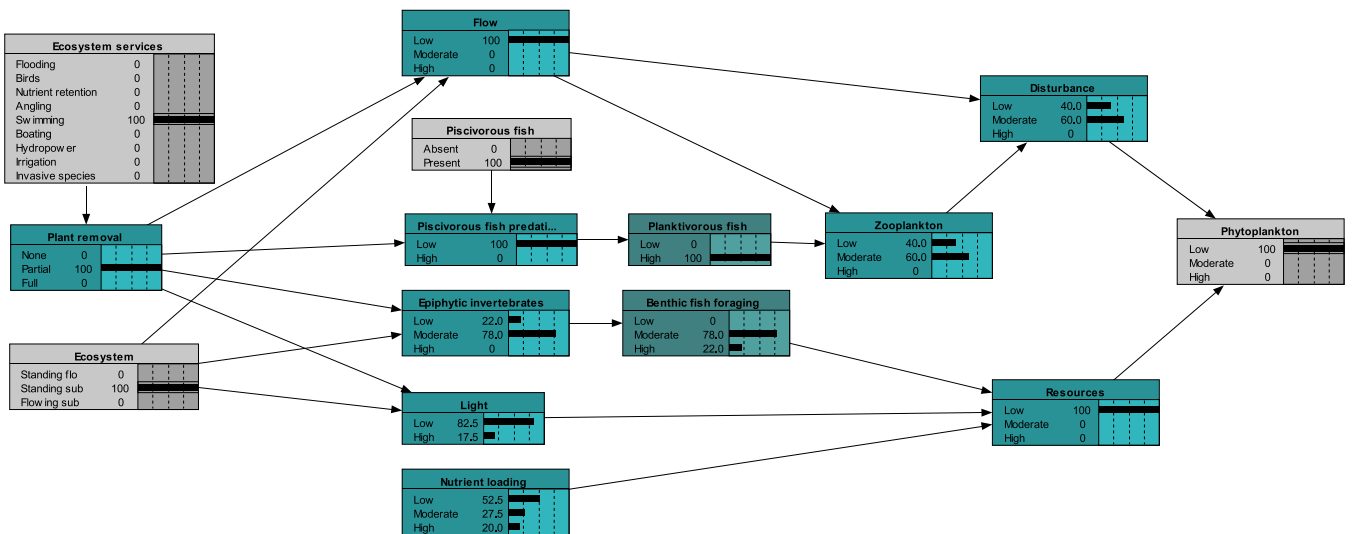 Ecosystem services
Flooding 0
Birds 0
Nutrient retention 0
Angling 0
Swimming 100
Boating 0
Hydropower 0
Irrigation 0
Invasive species 0
Flow
Low 100
Moderate 0
High 0
Piscivorous fish
Absent 0
Present 100
Disturbance
Low 40.0
Moderate 60.0
High 0
Plant removal
None 0
Partial 100
Full 0
Piscivorous fish predati...
Low 100
High 0
Planktivorous fish
Low 0
High 100
Zooplankton
Low 40.0
Moderate 60.0
High 0
Phytoplankton
Low 100
Moderate 0
High 0
Epiphytic invertebrates
Low 22.0
Moderate 78.0
High 0
Benthic fish foraging
Low 0
Moderate 78.0
High 22.0
Ecosystem
Standing flo 0
Standing sub 100
Flowing sub 0
Light
Low 82.5
High 17.5
Resources
Low 100
Moderate 0
High 0
Nutrient loading
Low 52.5
Moderate 27.5
High 20.0